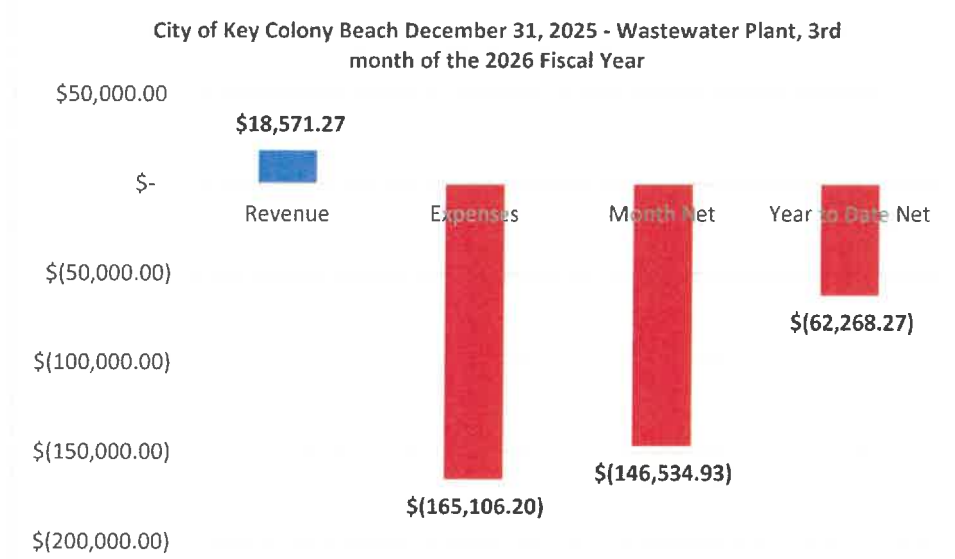 City of Key Colony Beach December 31, 2025 - Wastewater Plant, 3rd
month of the 2026 Fiscal Year
$50,000.00
$18,571.27
$-
Revenue
Expenses
Month Net
Year to Date Net
$(50,000.00)
$(62,268.27)
$(100,000.00)
$(150,000.00)
$(146,534.93)
$(165,106.20)
$(200,000.00)